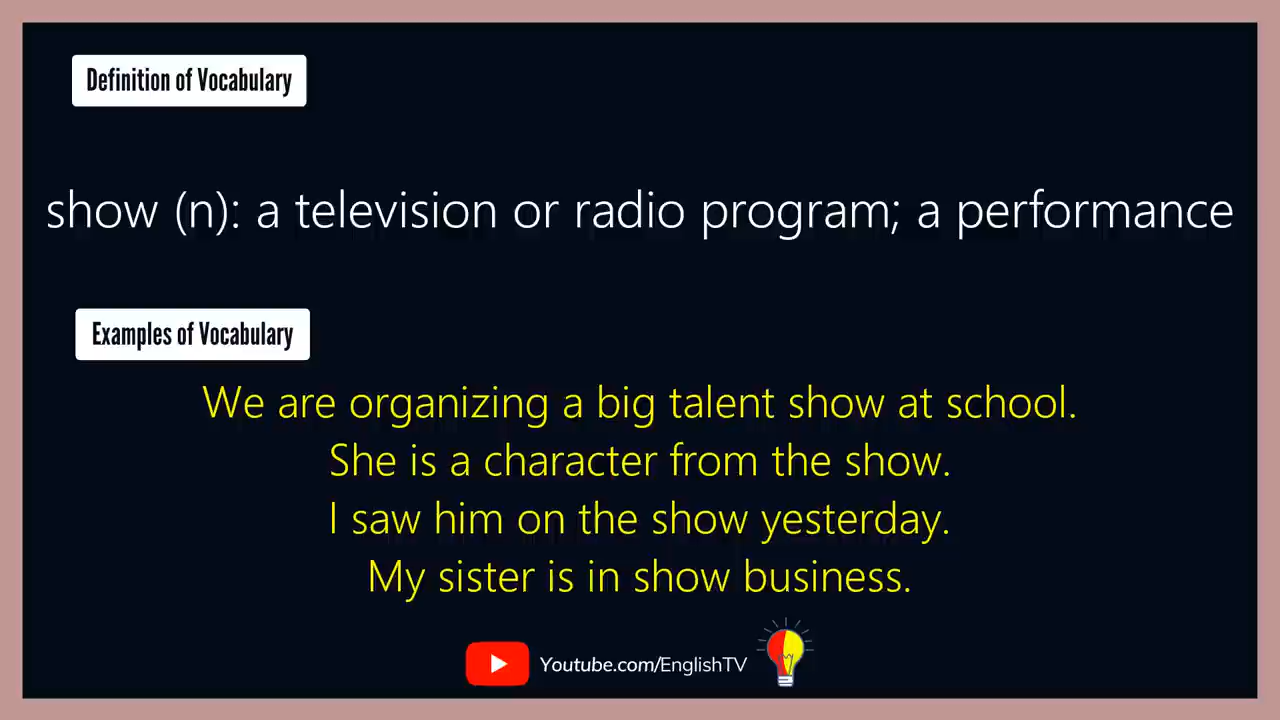 Definition of Vocabulary
show (n): a television or radio program; a performance
Examples of Vocabulary
We are organizing a big talent show at school.
She is a character from the show.
I saw him on the show yesterday.
My sister is in show business.
Youtube.com/EnglishTV